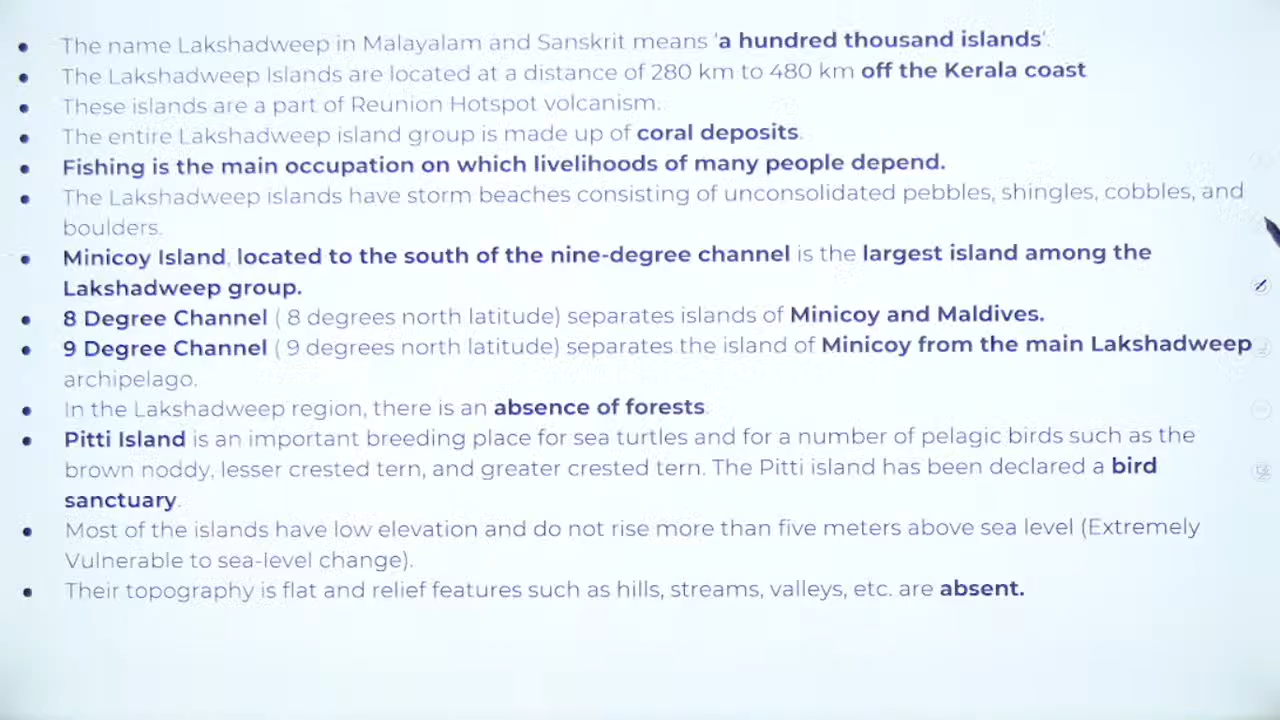 • The name Lakshadweep in Malayalam and Sanskrit means 'a hundred thousand islands'.
• The Lakshadweep Islands are located at a distance of 280 km to 480 km off the Kerala coast
• These islands are a part of Reunion Hotspot volcanism.
• The entire Lakshadweep island group is made up of coral deposits.
• Fishing is the main occupation on which livelihoods of many people depend.
• The Lakshadweep islands have storm beaches consisting of unconsolidated pebbles, shingles, cobbles, and
boulders.
• Minicoy Island, located to the south of the nine-degree channel is the largest island among the
Lakshadweep group.
• 8 Degree Channel ( 8 degrees north latitude) separates islands of Minicoy and Maldives.
• 9 Degree Channel ( 9 degrees north latitude) separates the island of Minicoy from the main Lakshadweep
archipelago.
• In the Lakshadweep region, there is an absence of forests.
• Pitti Island is an important breeding place for sea turtles and for a number of pelagic birds such as the
brown noddy, lesser crested tern, and greater crested tern. The Pitti island has been declared a bird
sanctuary.
• Most of the islands have low elevation and do not rise more than five meters above sea level (Extremely
Vulnerable to sea-level change).
• Their topography is flat and relief features such as hills, streams, valleys, etc. are absent.